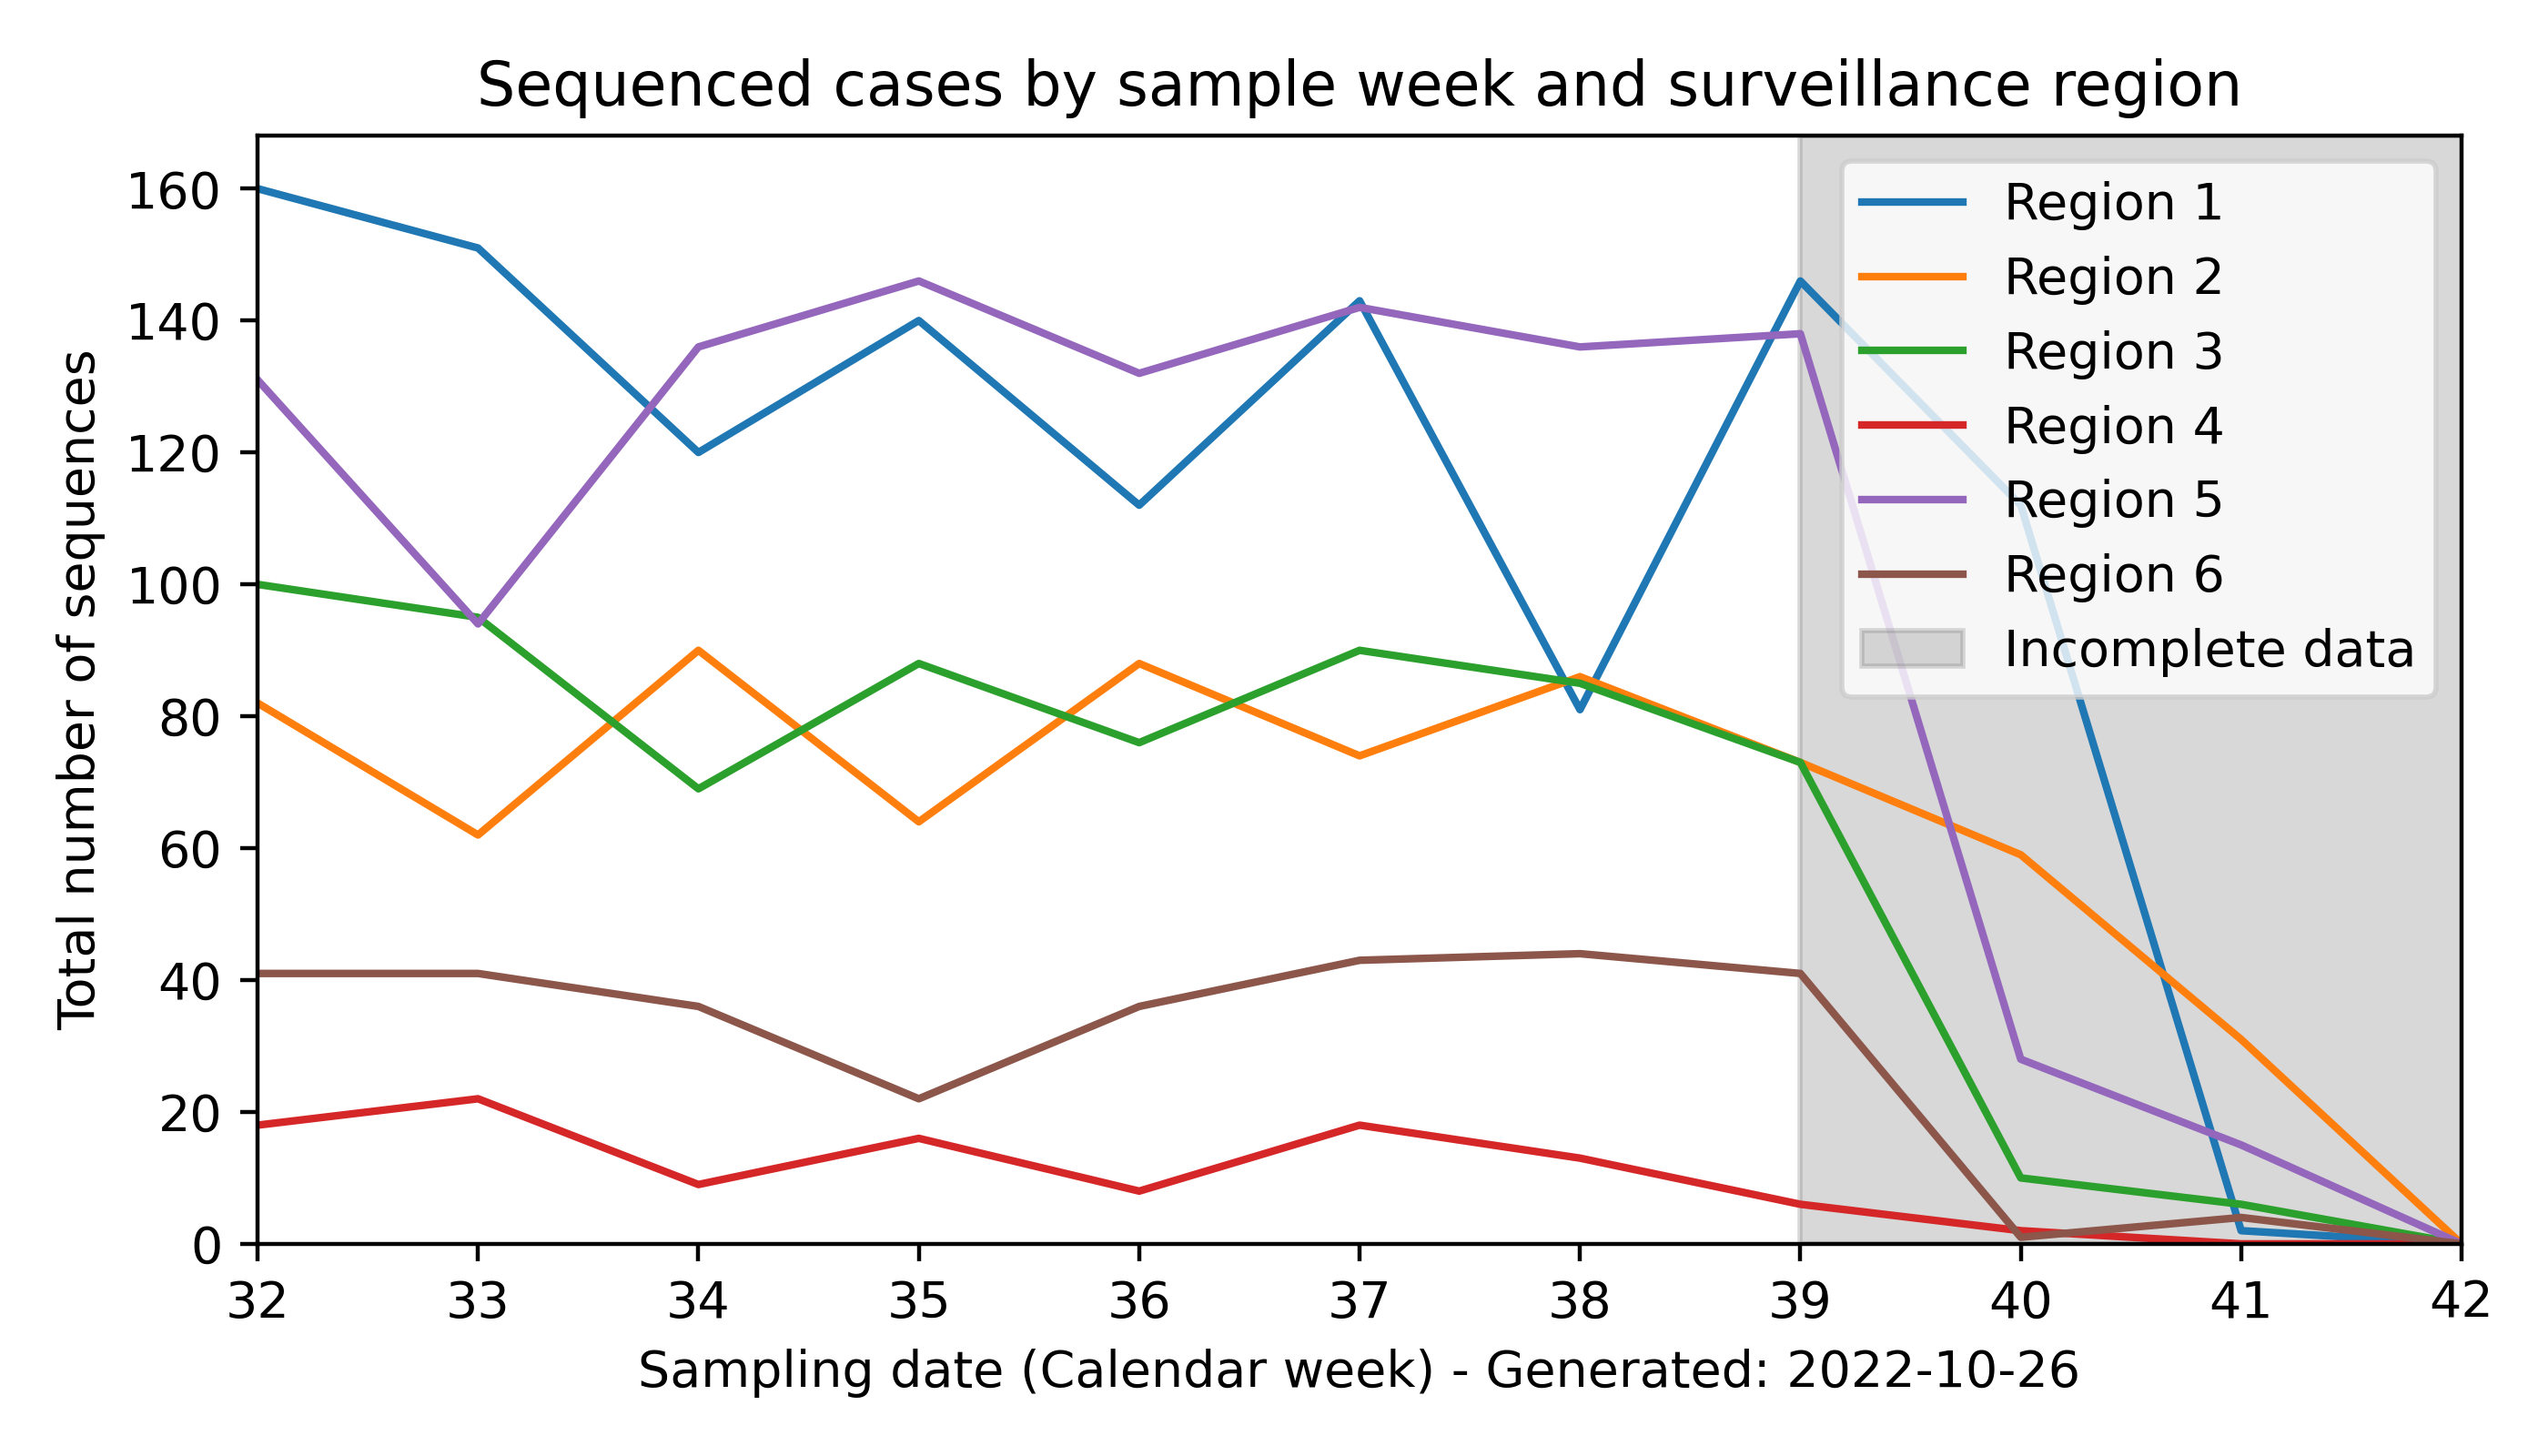 Sequenced cases by sample week and surveillance region
Total number of sequences
160
140
120
100
80
60
40
20
0
Region 1
Region 2
Region 3
Region 4
Region 5
Region 6
Incomplete data
32 33 34 35 36 37 38 39 40 41 42
Sampling date (Calendar week) - Generated: 2022-10-26